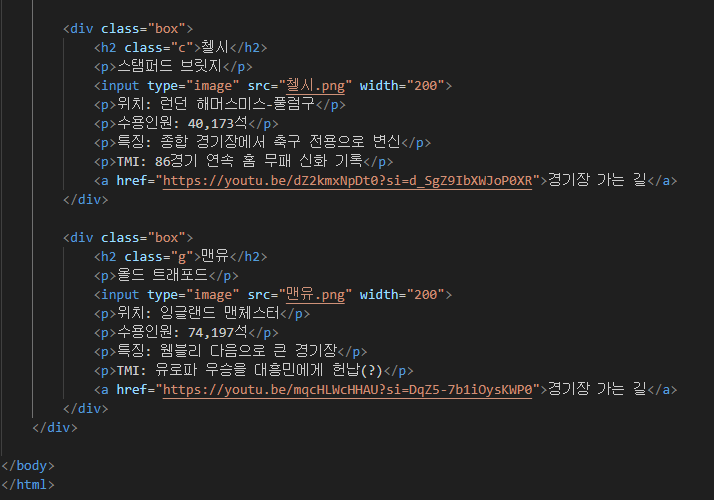 <div class="box">
<h2 class="c">첼시</h2>
<p>스탬퍼드 브릿지</p>
<input type="image" src="첼시.png" width="200">
<p>위치: 런던 해머스미스-풀럼구</p>
<p>수용인원: 40,173석</p>
<p>특징: 종합 경기장에서 축구 전용으로 변신</p>
<p>TMI: 86경기 연속 홈 무패 신화 기록</p>
<a href="https://youtu.be/dZ2kmxNpDt0?si=d_SgZ9IbXWJoP0XR">경기장 가는 길</a>
</div>
<div class="box">
<h2 class="g">맨유</h2>
<p>올드 트래포드</p>
<input type="image" src="맨유.png" width="200">
<p>위치: 잉글랜드 맨체스터</p>
<p>수용인원: 74,197석</p>
<p>특징: 웸블리 다음으로 큰 경기장</p>
<p>TMI: 유로파 우승을 대흥민에게 헌납(?)</p>
<a href="https://youtu.be/mqcHLWcHHAU?si=DqZ5-7b1iOysKWP0">경기장 가는 길</a>
</div>
</div>
</body>
</html>